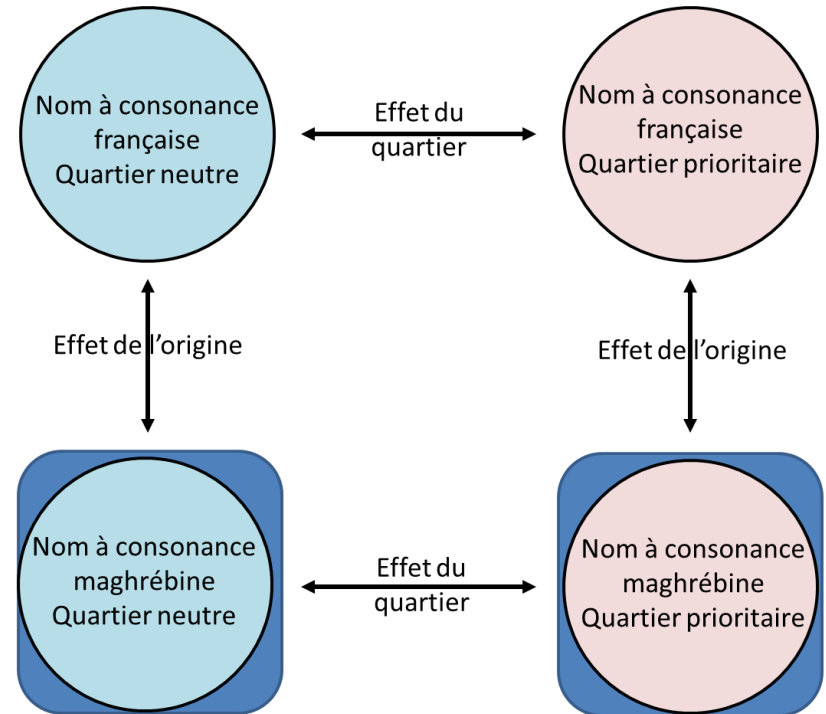 Nom à consonance
française
Quartier neutre
Effet du
quartier
Nom à consonance
française
Quartier prioritaire
Effet de l'origine
Effet de l'origine
Nom à consonance
maghrébine
Quartier neutre
Effet du
quartier
Nom à consonance
maghrébine
Quartier prioritaire